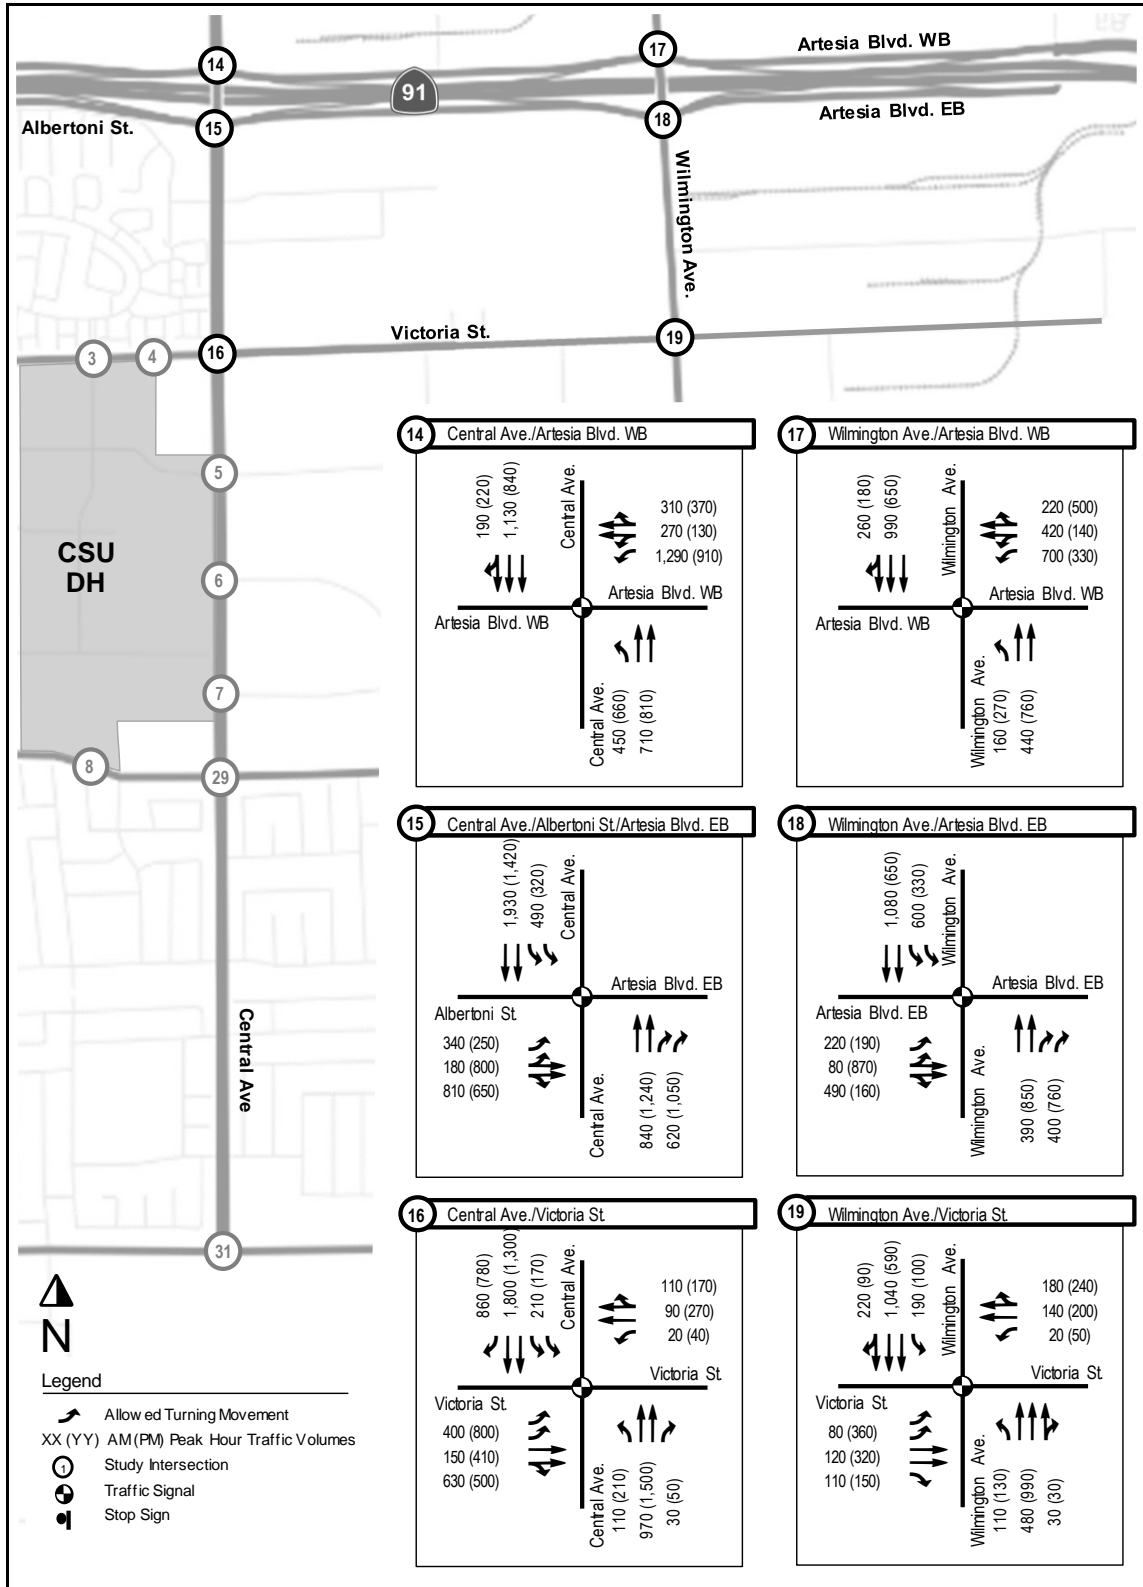 14
17
Artesia Blvd. WB
91
Artesia Blvd. EB
Albertoni St.
15
18
Wilmington Ave.
Victoria St.
3
4
16
19
5
CSU
DH
6
7
8
29
Central Ave
31
N
Legend
Allowed Turning Movement
XX (YY) AM (PM) Peak Hour Traffic Volumes
1 Study Intersection
Traffic Signal
Stop Sign
14 Central Ave./Artesia Blvd. WB
190 (220)
1,130 (840)
Central Ave.
310 (370)
270 (130)
1,290 (910)
Artesia Blvd. WB
Artesia Blvd. WB
Central Ave.
450 (660)
710 (810)
17 Wilmington Ave./Artesia Blvd. WB
260 (180)
990 (650)
Wilmington Ave.
220 (500)
420 (140)
700 (330)
Artesia Blvd. WB
Artesia Blvd. WB
Wilmington Ave.
160 (270)
440 (760)
15 Central Ave./Albertoni St./Artesia Blvd. EB
1,930 (1,420)
490 (320)
Central Ave.
Artesia Blvd. EB
Albertoni St.
340 (250)
180 (800)
810 (650)
Central Ave.
840 (1,240)
620 (1,050)
18 Wilmington Ave./Artesia Blvd. EB
1,080 (650)
600 (330)
Wilmington Ave.
Artesia Blvd. EB
Artesia Blvd. EB
220 (190)
80 (870)
490 (160)
Wilmington Ave.
390 (850)
400 (760)
16 Central Ave./Victoria St.
860 (780)
1,800 (1,300)
210 (170)
Central Ave.
110 (170)
90 (270)
20 (40)
Victoria St.
Victoria St.
400 (800)
150 (410)
630 (500)
Central Ave.
110 (210)
970 (1,500)
30 (50)
19 Wilmington Ave./Victoria St.
220 (90)
1,040 (590)
190 (100)
Wilmington Ave.
180 (240)
140 (200)
20 (50)
Victoria St.
Victoria St.
80 (360)
120 (320)
110 (150)
Wilmington Ave.
110 (130)
480 (990)
30 (30)